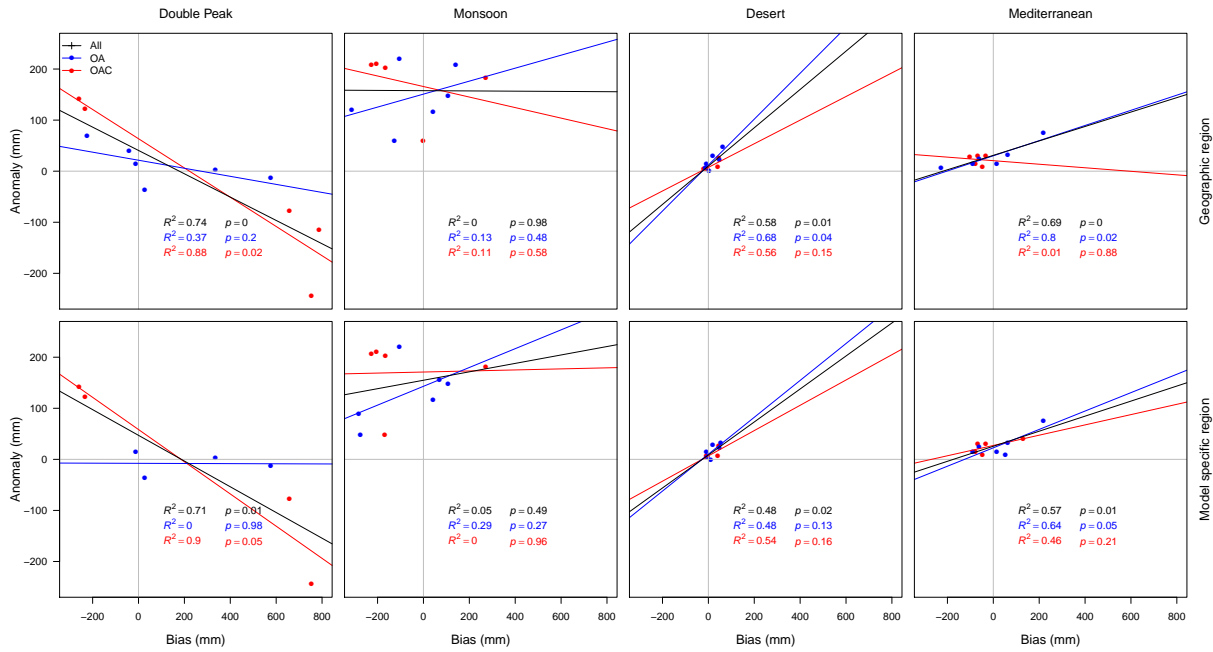 Double Peak
Monsoon
Desert
Mediterranean
Anomaly (mm)
200
100
0
−100
−200
All
OA
OAC
R² = 0.74 p = 0
R² = 0.37 p = 0.2
R² = 0.88 p = 0.02
R² = 0 p = 0.98
R² = 0.13 p = 0.48
R² = 0.11 p = 0.58
R² = 0.58 p = 0.01
R² = 0.68 p = 0.04
R² = 0.56 p = 0.15
R² = 0.69 p = 0
R² = 0.8 p = 0.02
R² = 0.01 p = 0.88
Geographic region
Anomaly (mm)
200
100
0
−100
−200
R² = 0.71 p = 0.01
R² = 0 p = 0.98
R² = 0.9 p = 0.05
R² = 0.05 p = 0.49
R² = 0.29 p = 0.27
R² = 0 p = 0.96
R² = 0.48 p = 0.02
R² = 0.48 p = 0.13
R² = 0.54 p = 0.16
R² = 0.57 p = 0.01
R² = 0.64 p = 0.05
R² = 0.46 p = 0.21
Model specific region
−200 0 200 400 600 800
−200 0 200 400 600 800
−200 0 200 400 600 800
−200 0 200 400 600 800
Bias (mm)
Bias (mm)
Bias (mm)
Bias (mm)